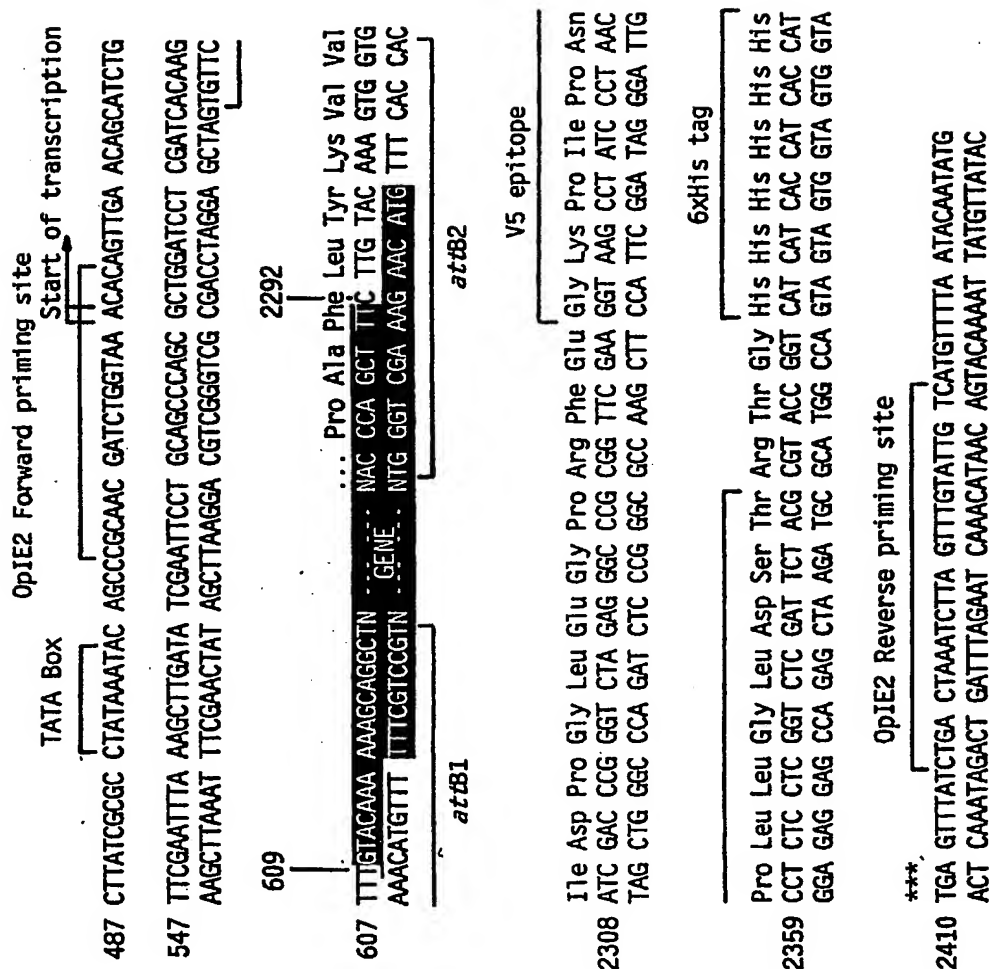 OpIE2 Forward priming site
TATA Box
Start of transcription
487 CTTATCGCGC CTATAAATAC AGCCCGCAAC GATCTGGTAA ACACAGTTGA ACAGCATCTG
547 TTCGAATTTA AAGCTTGATA TCGAATTCCT GCAGCCCAGC GCTGGATCCT CGATCACAAG
AAGCTTAAAT TTCGAACTAT AGCTTAAGGA CGTCGGGTCG CGACCTAGGA GCTAGTGTTC
609
2292
... Pro Ala Phe Leu Tyr Lys Val Val
607 TTTGTACAAA AAAGCAGGCTN ...... NAC CCA GCT TTC TTG TAC AAA GTG GTG
GENE
AAACATGTTT TTTCGTCCGTN ...... NTG GGT CGA AAG AAC ATG TTT CAC CAC
attB1
attB2
V5 epitope
Ile Asp Pro Gly Leu Glu Gly Pro Arg Phe Glu Gly Lys Pro Ile Pro Asn
2308 ATC GAC CCG GGT CTA GAG GGC CCG CGG TTC GAA GGT AAG CCT ATC CCT AAC
TAG CTG GGC CCA GAT CTC CCG GGC GCC AAG CTT CCA TTC GGA TAG GGA TTG
6xHis tag
Pro Leu Leu Gly Leu Asp Ser Thr Arg Thr Gly His His His His His His
2359 CCT CTC CTC GGT CTC GAT TCT ACG CGT ACC GGT CAT CAT CAC CAT CAC CAT
GGA GAG GAG CCA GAG CTA AGA TGC GCA TGG CCA GTA GTA GTG GTA GTG GTA
OpIE2 Reverse priming site
***
2410 TGA GTTTATCTGA CTAAATCTTA GTTTGTATTG TCATGTTTTA ATACAATATG
ACT CAAATAGACT GATTTAGAAT CAAACATAAC AGTACAAAAT TATGTTATAC